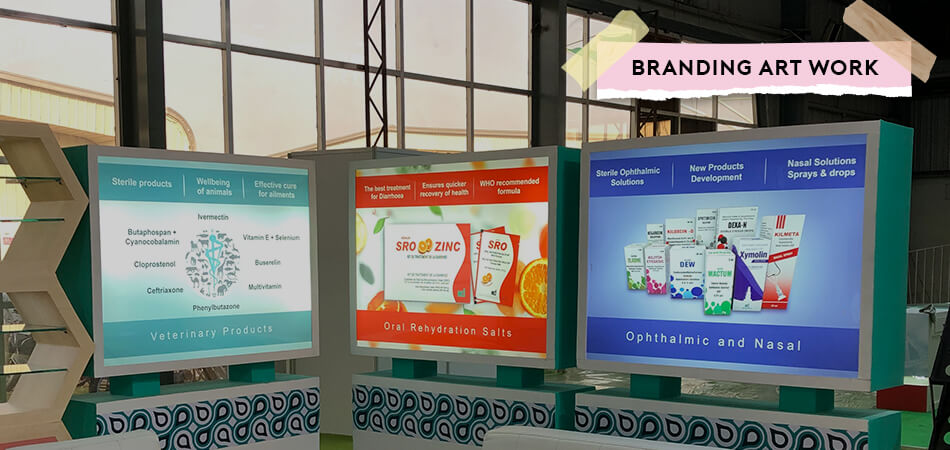 BRANDING ART WORK
Sterile products
Wellbeing
of animals
Effective cure
for ailments
Ivermectin
Butaphospan +
Cyanocobalamin
Vitamin E + Selenium
Cloprostenol
Buserelin
Ceftriaxone
Multivitamin
Phenylbutazone
Veterinary Products
The best treatment
for Diarrhoea
Ensures quicker
recovery of health
WHO recommended
formula
SRO ZINC
SRO
Oral Rehydration Salts
Sterile Ophthalmic
Solutions
New Products
Development
Nasal Solutions
Sprays & drops
DEXA-N
KILMETA
Xymolin
DEW
WACTUM
Ophthalmic and Nasal